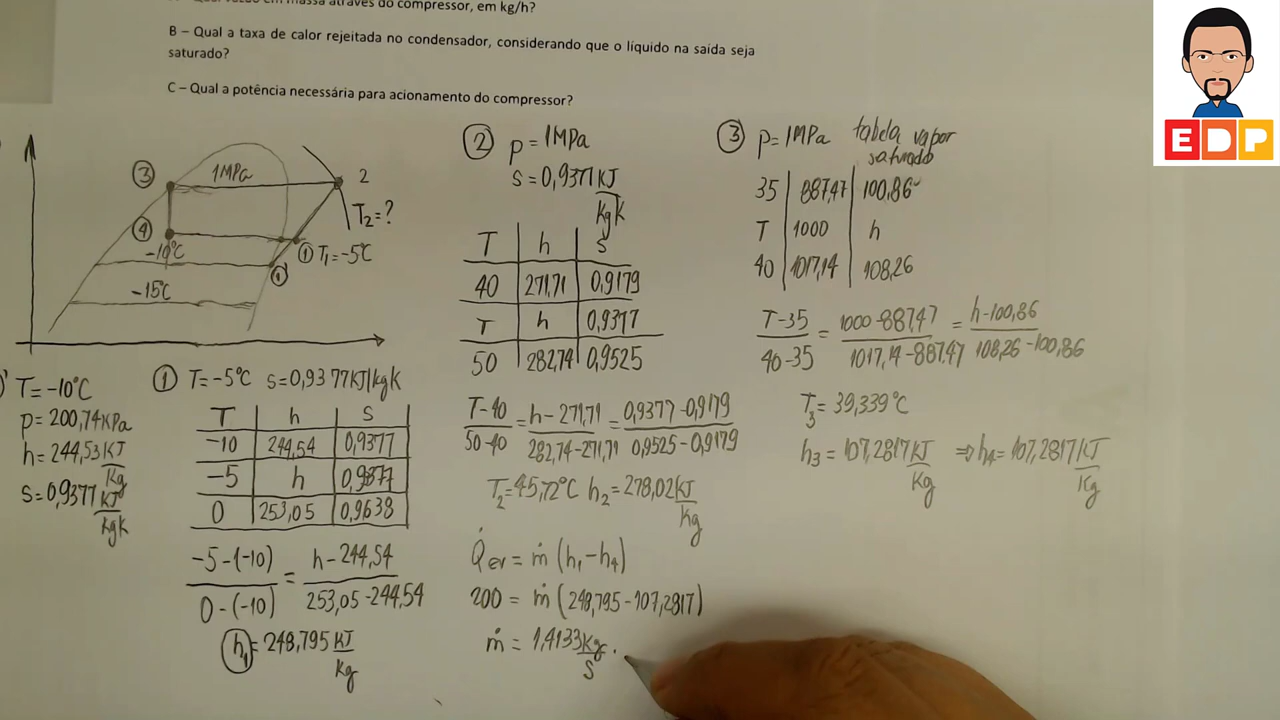 através do compressor, em kg/h?
B – Qual a taxa de calor rejeitada no condensador, considerando que o líquido na saída seja
saturado?
C – Qual a potência necessária para acionamento do compressor?
EDP
3 1MPa 2
T2=?
4 -10°C 1 T1=-5°C
1'
-15°C
T=-10°C
p=200,74KPa
h=244,53 KJ/Kg
s=0,9377 KJ/KgK
1 T=-5°C s=0,9377KJ/KgK
T h s
-10 244,54 0,9377
-5 h 0,9377
0 253,05 0,9638
-5-(-10) / 0-(-10) = h-244,54 / 253,05-244,54
h1=248,795 KJ/Kg
2 p=1MPa
s=0,9377 KJ/KgK
T h s
40 271,71 0,9179
T h 0,9377
50 282,74 0,9525
T-40 / 50-40 = h-271,71 / 282,74-271,71 = 0,9377-0,9179 / 0,9525-0,9179
T2=45,72°C h2=278,02 KJ/Kg
Q̇ev = ṁ (h1-h4)
200 = ṁ (248,795-107,2817)
ṁ = 1,4133 Kg/s .
3 p=1MPa tabela vapor
saturado
35 887,47 100,86
T 1000 h
40 1017,14 108,26
T-35 / 40-35 = 1000-887,47 / 1017,14-887,47 = h-100,86 / 108,26-100,86
T3=39,339°C
h3=107,2817 KJ/Kg ⇒ h4=107,2817 KJ/Kg